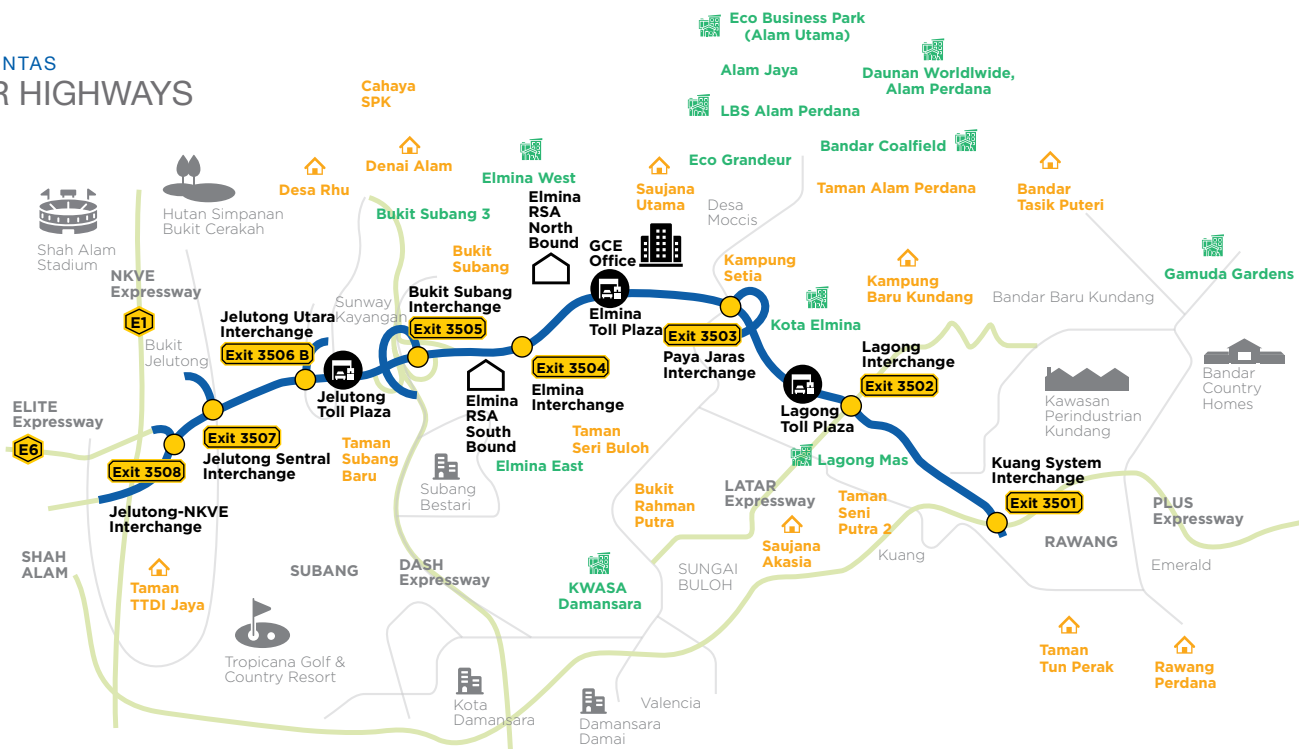 NTAS
R HIGHWAYS
Eco Business Park
(Alam Utama)
Alam Jaya
Daunan Worldlwide,
Alam Perdana
LBS Alam Perdana
Cahaya
SPK
Denai Alam
Desa Rhu
Elmina West
Bukit Subang 3
Eco Grandeur
Bandar Coalfield
Taman Alam Perdana
Bandar
Tasik Puteri
Saujana
Utama
Desa
Moccis
Hutan Simpanan
Bukit Cerakah
Shah Alam
Stadium
NKVE
Expressway
E1
Bukit
Jelutong
Elmina
RSA
North
Bound
GCE
Office
Bukit
Subang
Kampung
Setia
Kampung
Baru Kundang
Bandar Baru Kundang
Gamuda Gardens
Sunway
Kayangan
Jelutong Utara
Interchange
Exit 3506 B
Bukit Subang
Interchange
Exit 3505
Elmina
Toll Plaza
Exit 3503
Paya Jaras
Interchange
Kota Elmina
Lagong
Interchange
Exit 3502
Exit 3504
Elmina
Interchange
Jelutong
Toll Plaza
Elmina
RSA
South
Bound
Lagong
Toll Plaza
Kawasan
Perindustrian
Kundang
Bandar
Country
Homes
ELITE
Expressway
E6
Exit 3507
Jelutong Sentral
Interchange
Exit 3508
Jelutong-NKVE
Interchange
Taman
Subang
Baru
Taman
Seri Buloh
Elmina East
Subang
Bestari
Lagong Mas
Kuang System
Interchange
Exit 3501
Bukit
Rahman
Putra
LATAR
Expressway
Taman
Seni
Putra 2
Saujana
Akasia
Kuang
PLUS
Expressway
RAWANG
Emerald
SHAH
ALAM
Taman
TTDI Jaya
SUBANG
DASH
Expressway
KWASA
Damansara
SUNGAI
BULOH
Tropicana Golf &
Country Resort
Kota
Damansara
Damansara
Damai
Valencia
Taman
Tun Perak
Rawang
Perdana